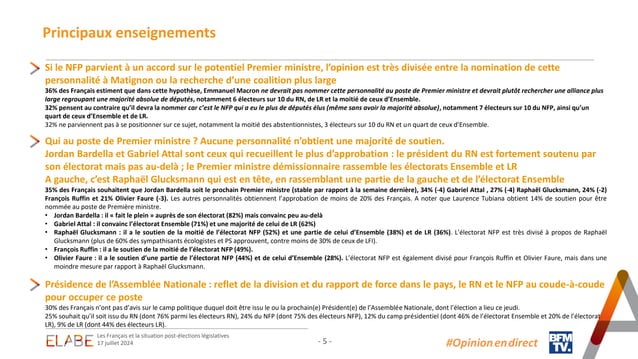 Principaux enseignements
Si le NFP parvient à un accord sur le potentiel Premier ministre, l'opinion est très divisée entre la nomination de cette
personnalité à Matignon ou la recherche d'une coalition plus large
36% des Français estiment que dans cette hypothèse, Emmanuel Macron ne devrait pas nommer cette personnalité au poste de Premier ministre et devrait plutôt rechercher une alliance plus
large regroupant une majorité absolue de députés, notamment 6 électeurs sur 10 du RN, de LR et la moitié de ceux d'Ensemble.
32% pensent au contraire qu'il devra la nommer car c'est le NFP qui a eu le plus de députés élus (même sans avoir la majorité absolue), notamment 7 électeurs sur 10 du NFP, ainsi qu'un
quart de ceux d'Ensemble et de LR.
32% ne parviennent pas à se positionner sur ce sujet, notamment la moitié des abstentionnistes, 3 électeurs sur 10 du RN et un quart de ceux d'Ensemble.
Qui au poste de Premier ministre ? Aucune personnalité n'obtient une majorité de soutien.
Jordan Bardella et Gabriel Attal sont ceux qui recueillent le plus d'approbation : le président du RN est fortement soutenu par
son électorat mais pas au-delà ; le Premier ministre démissionnaire rassemble les électorats Ensemble et LR
A gauche, c'est Raphaël Glucksmann qui est en tête, en rassemblant une partie de la gauche et de l'électorat Ensemble
35% des Français souhaitent que Jordan Bardella soit le prochain Premier ministre (stable par rapport à la semaine dernière), 34% (-4) Gabriel Attal , 27% (-4) Raphaël Glucksmann, 24% (-2)
François Ruffin et 21% Olivier Faure (-3). Les autres personnalités obtiennent l'approbation de moins de 20% des Français. A noter que Laurence Tubiana obtient 14% de soutien pour être
nommée au poste de Première ministre.
• Jordan Bardella : il « fait le plein » auprès de son électorat (82%) mais convainc peu au-delà
• Gabriel Attal : il convainc l'électorat Ensemble (71%) et une majorité de celui de LR (62%)
• Raphaël Glucksmann : il a le soutien de la moitié de l'électorat NFP (52%) et une partie de celui d'Ensemble (38%) et de LR (36%). L'électorat NFP est très divisé à propos de Raphaël
Glucksmann (plus de 60% des sympathisants écologistes et PS approuvent, contre moins de 30% de ceux de LFI).
• François Ruffin : il a le soutien de la moitié de l'électorat NFP (49%).
• Olivier Faure : il a le soutien d'une partie de l'électorat NFP (44%) et de celui d'Ensemble (28%). L'électorat NFP est également divisé pour François Ruffin et Olivier Faure, mais dans une
moindre mesure par rapport à Raphaël Glucksmann.
Présidence de l'Assemblée Nationale : reflet de la division et du rapport de force dans le pays, le RN et le NFP au coude-à-coude
pour occuper ce poste
30% des Français n'ont pas d'avis sur le camp politique duquel doit être issu le ou la prochain(e) Président(e) de l'Assemblée Nationale, dont l'élection a lieu ce jeudi.
25% souhaitent qu'il soit issu du RN (dont 76% parmi les électeurs RN), 24% du NFP (dont 75% des électeurs NFP), 12% du camp présidentiel (dont 46% de l'électorat Ensemble et 20% de l'électorat
LR), 9% de LR (dont 44% des électeurs LR).
ELABE
Les Français et la situation post-élections législatives
17 juillet 2024
- 5 -
#Opinionendirect
BFM
TV.